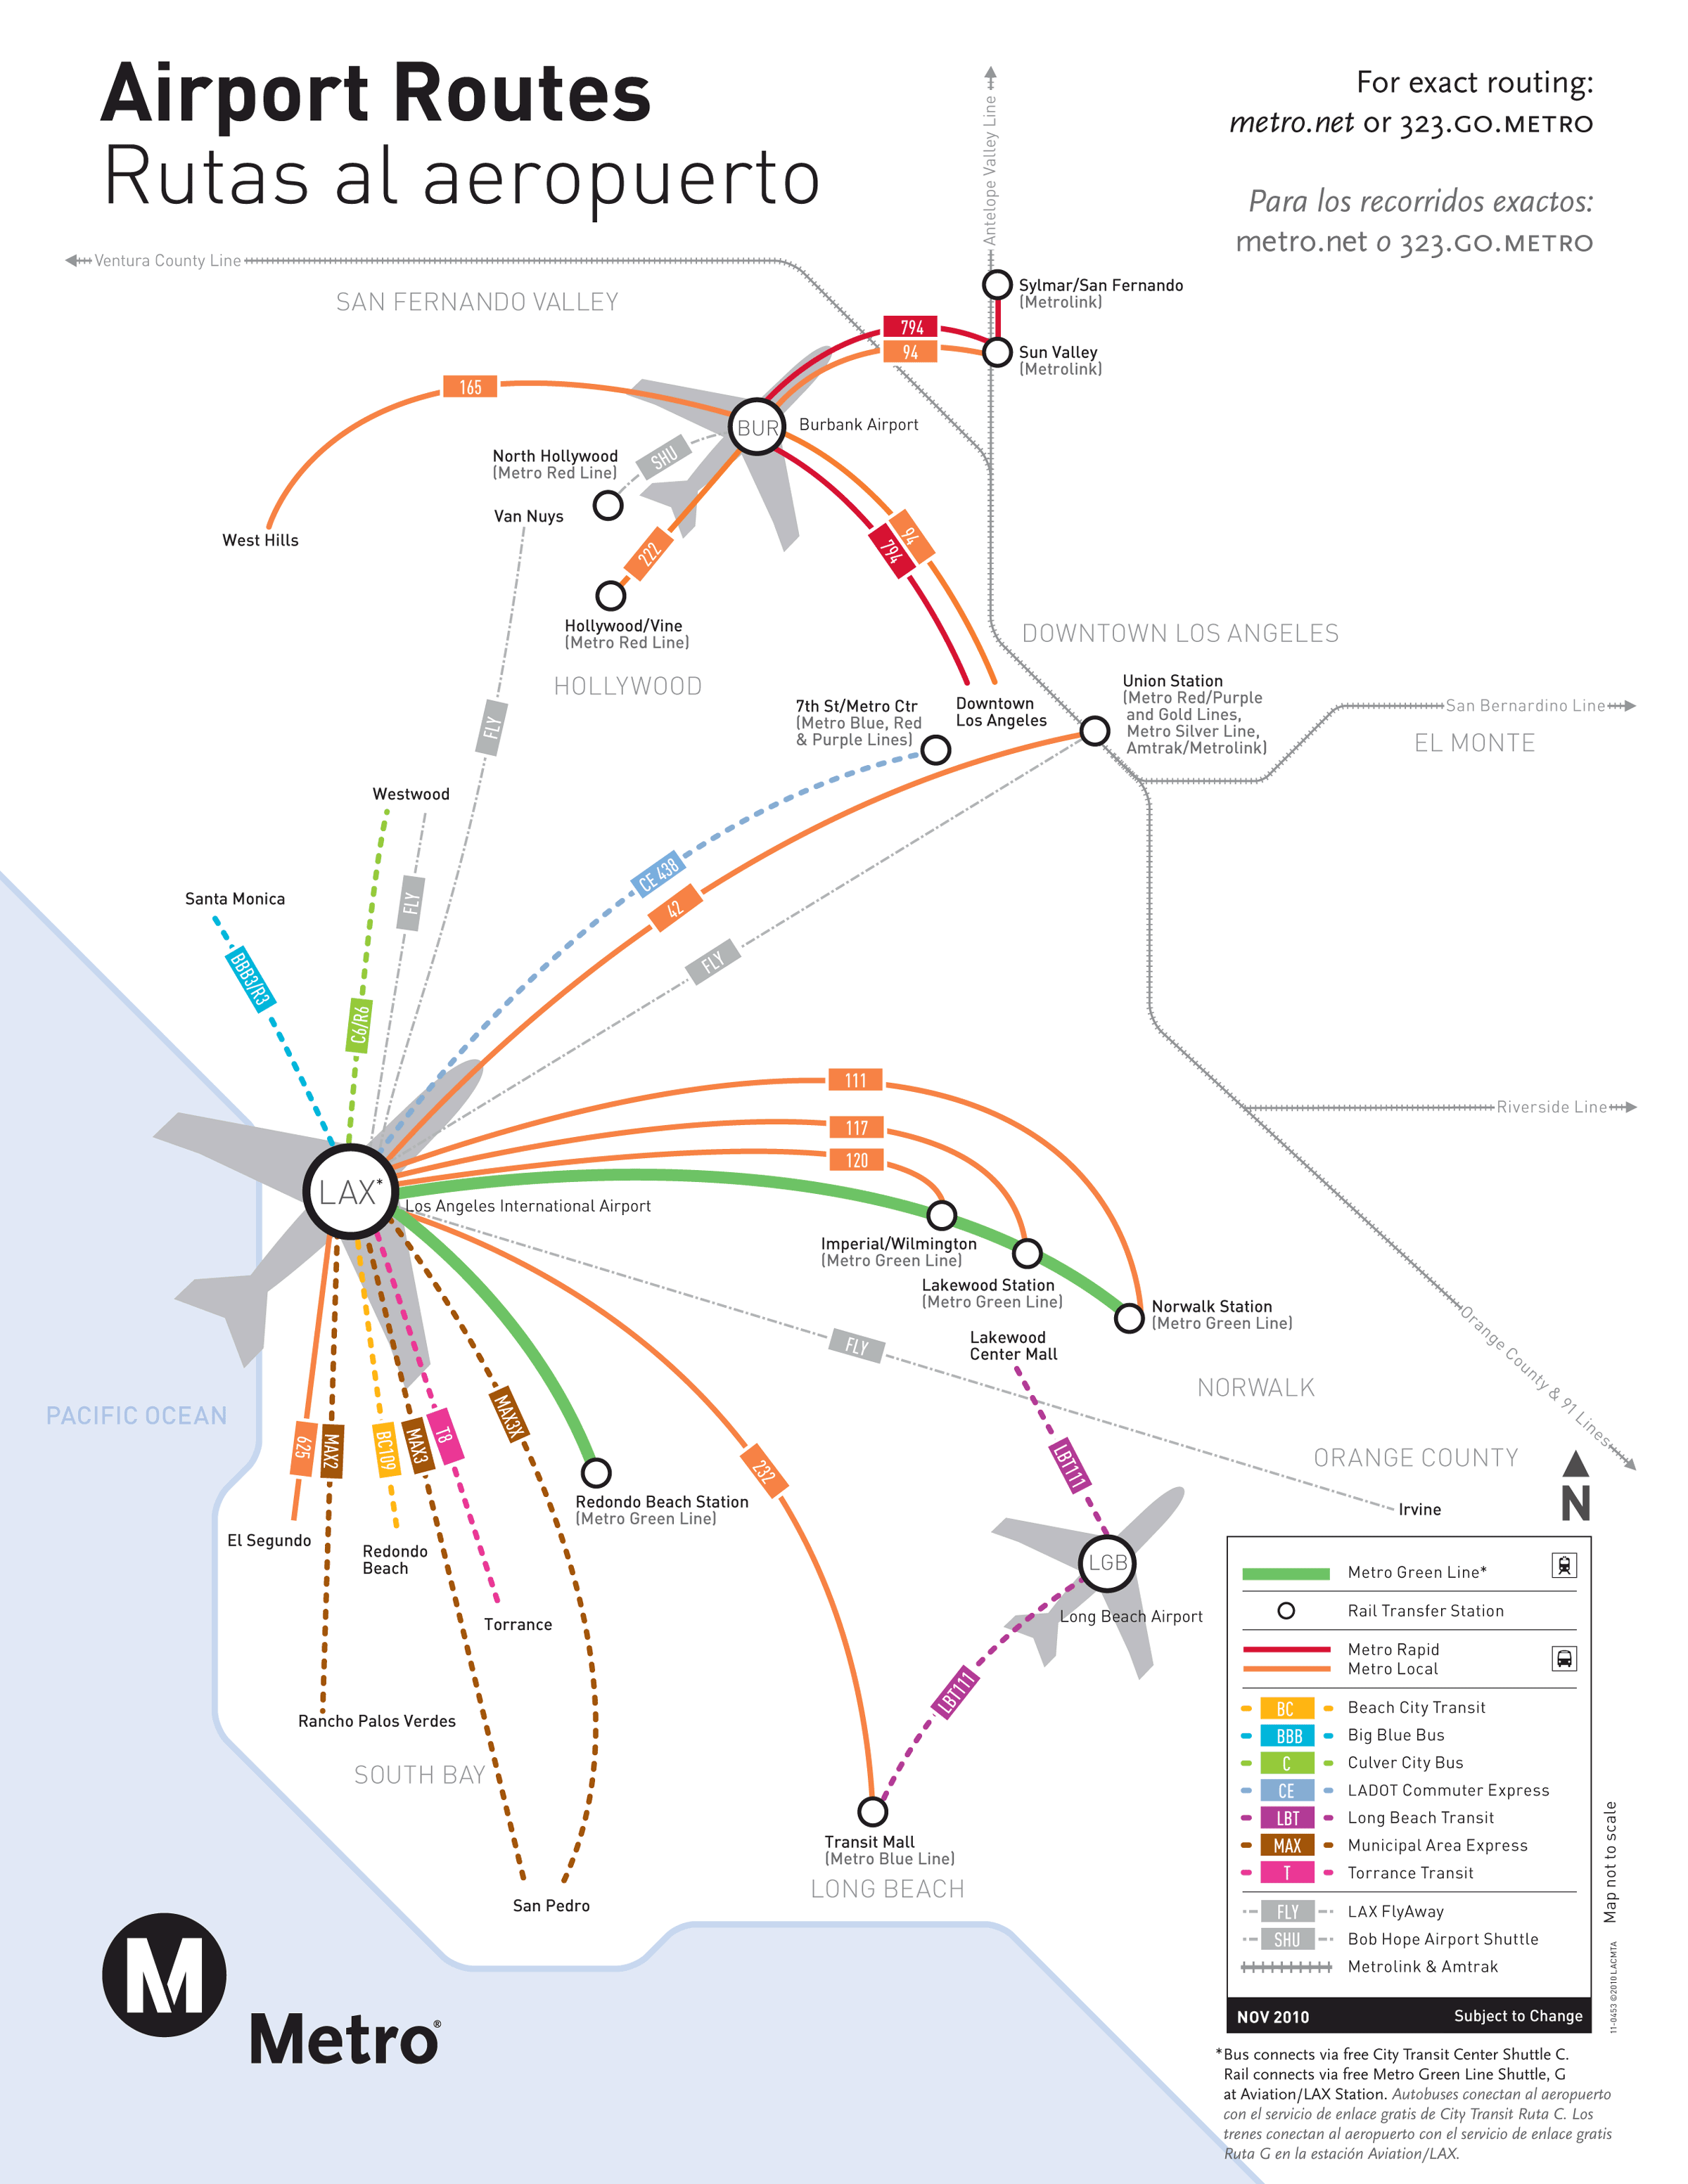 Airport Routes
Rutas al aeropuerto
For exact routing:
metro.net or 323.GO.METRO
Para los recorridos exactos:
metro.net o 323.GO.METRO
Antelope Valley Line
Ventura County Line
SAN FERNANDO VALLEY
Sylmar/San Fernando
(Metrolink)
794
94
Sun Valley
(Metrolink)
165
BUR
Burbank Airport
North Hollywood
(Metro Red Line)
SHU
Van Nuys
West Hills
222
94
794
Hollywood/Vine
(Metro Red Line)
HOLLYWOOD
DOWNTOWN LOS ANGELES
Union Station
(Metro Red/Purple
and Gold Lines,
Metro Silver Line,
Amtrak/Metrolink)
7th St/Metro Ctr
(Metro Blue, Red
& Purple Lines)
Downtown
Los Angeles
San Bernardino Line
EL MONTE
FLY
Westwood
CE 438
42
FLY
FLY
Santa Monica
BBB3/R3
C6/R6
111
117
120
Riverside Line
LAX*
Los Angeles International Airport
Imperial/Wilmington
(Metro Green Line)
Lakewood Station
(Metro Green Line)
Norwalk Station
(Metro Green Line)
FLY
Lakewood
Center Mall
NORWALK
Orange County & 91 Lines
PACIFIC OCEAN
625
MAX2
BC109
MAX3
T8
MAX3X
232
LBT111
ORANGE COUNTY
N
Irvine
Redondo Beach Station
(Metro Green Line)
El Segundo
Redondo
Beach
Torrance
LGB
Long Beach Airport
LBT111
Rancho Palos Verdes
SOUTH BAY
Transit Mall
(Metro Blue Line)
LONG BEACH
San Pedro
Metro Green Line*
Rail Transfer Station
Metro Rapid
Metro Local
BC Beach City Transit
BBB Big Blue Bus
C Culver City Bus
CE LADOT Commuter Express
LBT Long Beach Transit
MAX Municipal Area Express
T Torrance Transit
FLY LAX FlyAway
SHU Bob Hope Airport Shuttle
Metrolink & Amtrak
NOV 2010 Subject to Change
Map not to scale
11-0453 ©2010 LACMTA
M
Metro®
*Bus connects via free City Transit Center Shuttle C.
Rail connects via free Metro Green Line Shuttle, G
at Aviation/LAX Station. Autobuses conectan al aeropuerto
con el servicio de enlace gratis de City Transit Ruta C. Los
trenes conectan al aeropuerto con el servicio de enlace gratis
Ruta G en la estación Aviation/LAX.